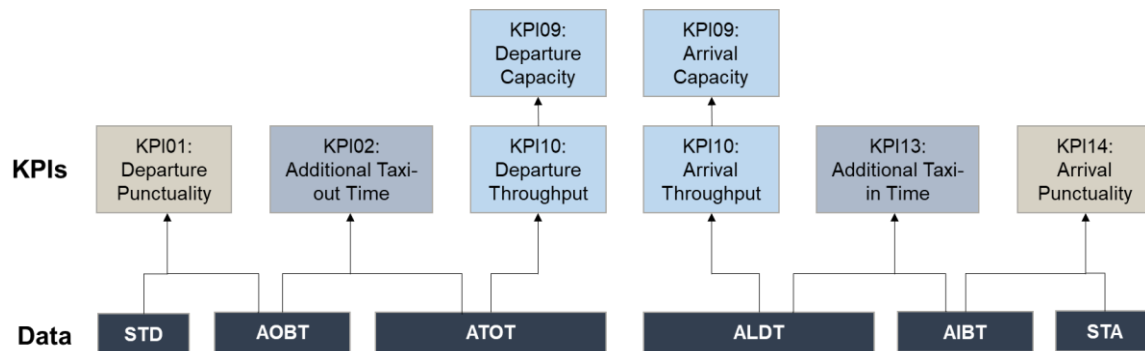 KPI09:
Departure
Capacity
KPI09:
Arrival
Capacity
KPIs
KPI01:
Departure
Punctuality
KPI02:
Additional Taxi-
out Time
KPI10:
Departure
Throughput
KPI10:
Arrival
Throughput
KPI13:
Additional Taxi-
in Time
KPI14:
Arrival
Punctuality
Data
STD
AOBT
ATOT
ALDT
AIBT
STA